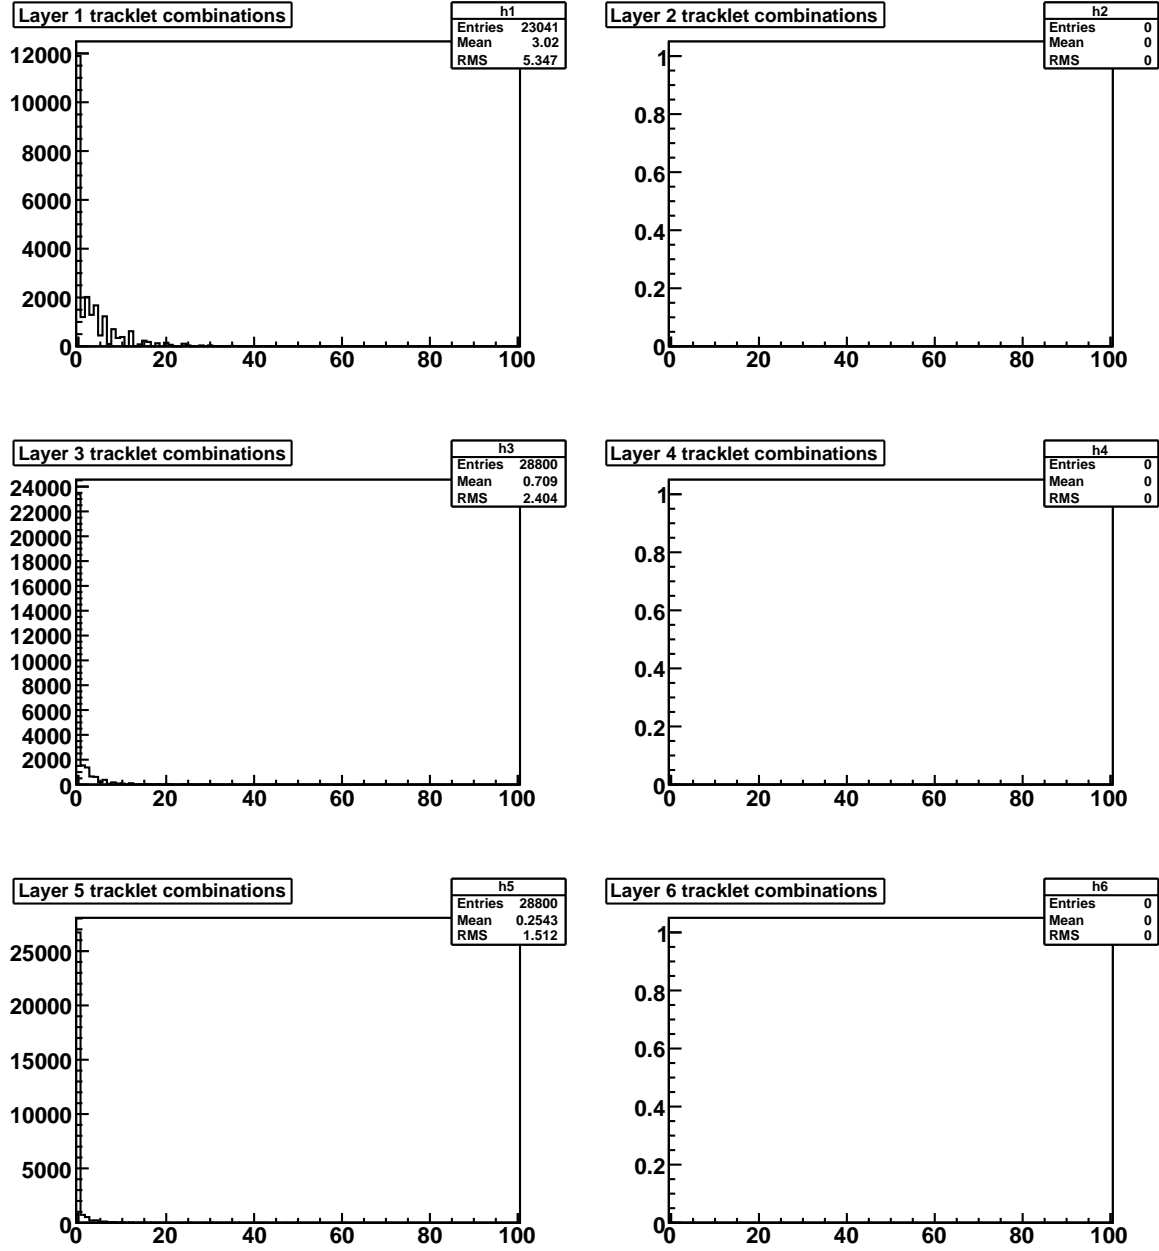 Layer 1 tracklet combinations
h1
Entries 23041
Mean 3.02
RMS 5.347
12000
10000
8000
6000
4000
2000
0
0 20 40 60 80 100
Layer 2 tracklet combinations
h2
Entries 0
Mean 0
RMS 0
1
0.8
0.6
0.4
0.2
0
0 20 40 60 80 100
Layer 3 tracklet combinations
h3
Entries 28800
Mean 0.709
RMS 2.404
24000
22000
20000
18000
16000
14000
12000
10000
8000
6000
4000
2000
0
0 20 40 60 80 100
Layer 4 tracklet combinations
h4
Entries 0
Mean 0
RMS 0
1
0.8
0.6
0.4
0.2
0
0 20 40 60 80 100
Layer 5 tracklet combinations
h5
Entries 28800
Mean 0.2543
RMS 1.512
25000
20000
15000
10000
5000
0
0 20 40 60 80 100
Layer 6 tracklet combinations
h6
Entries 0
Mean 0
RMS 0
1
0.8
0.6
0.4
0.2
0
0 20 40 60 80 100